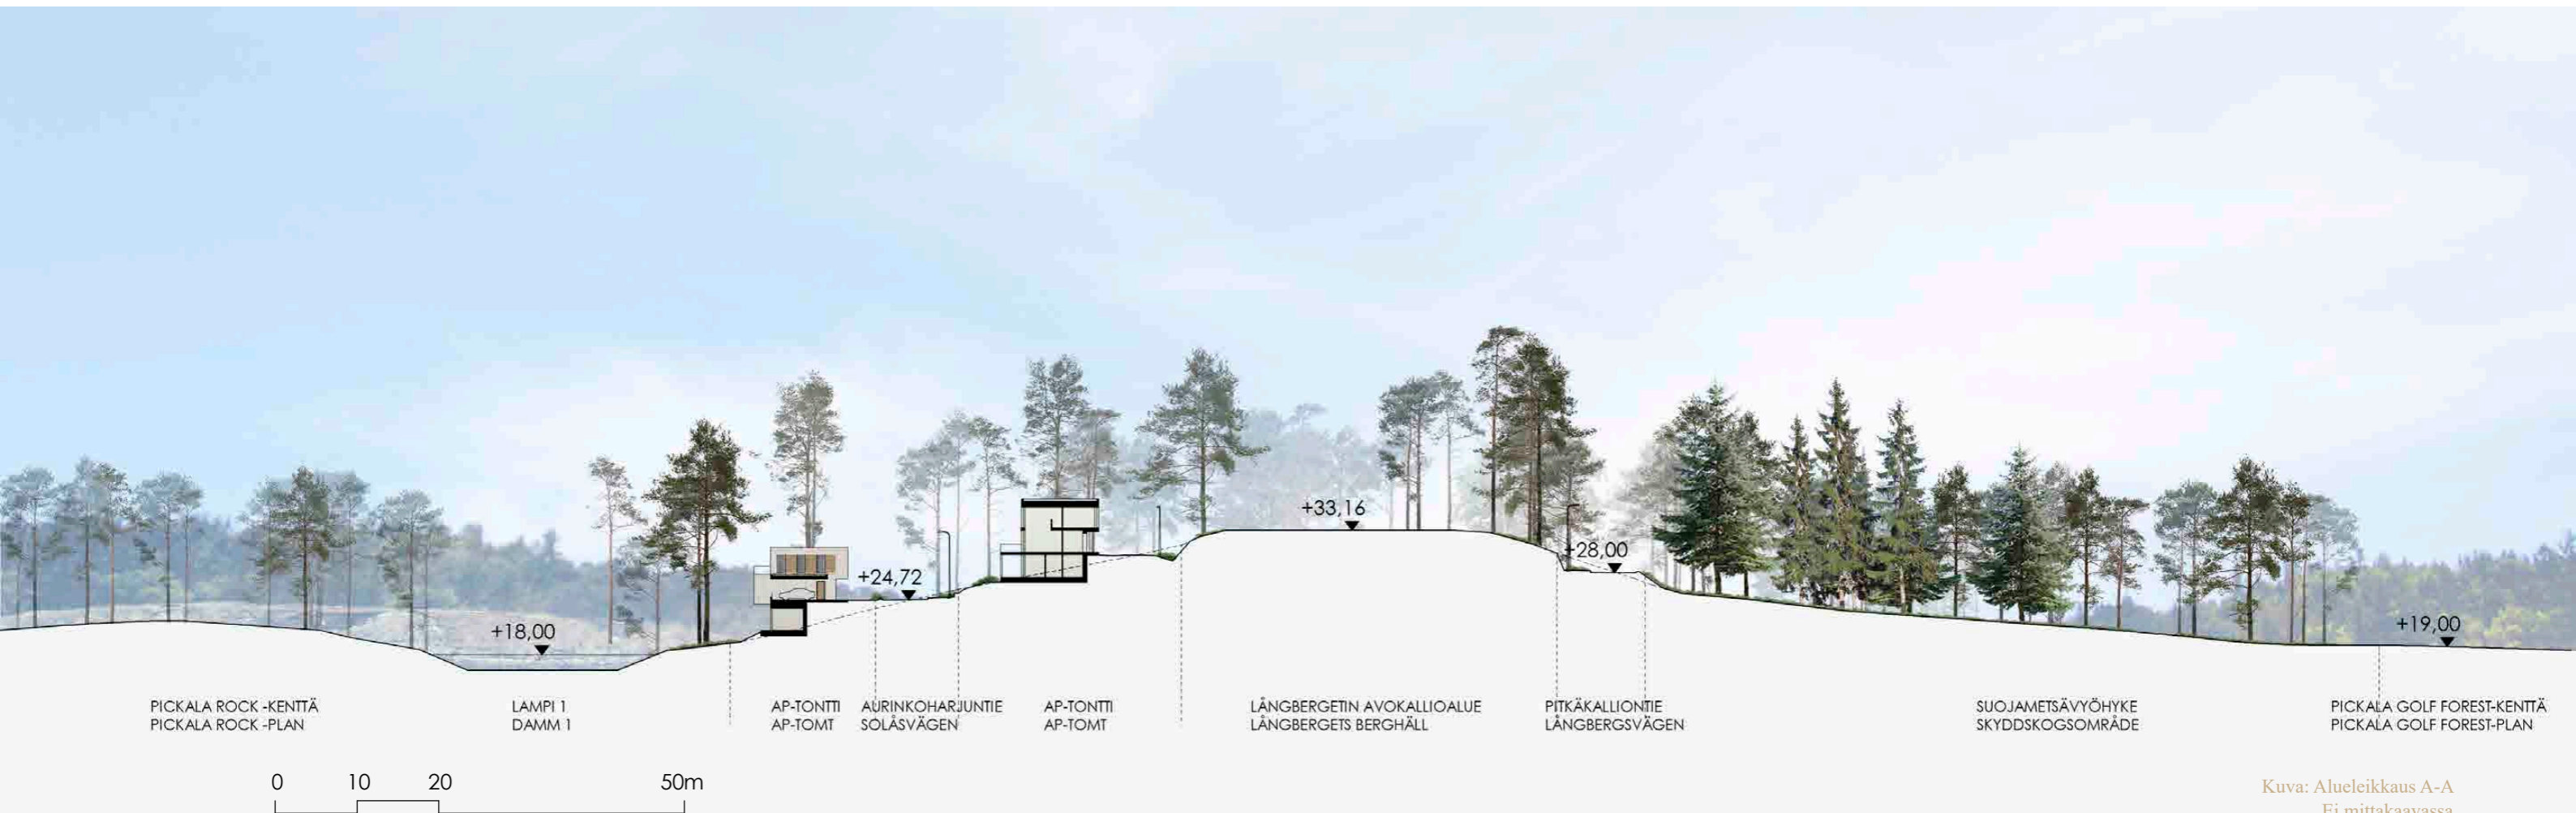 +33,16
+28,00
+24,72
+18,00
+19,00
PICKALA ROCK -KENTTÄ
PICKALA ROCK -PLAN
LAMPI 1
DAMM 1
AP-TONTTI
AP-TOMT
AURINKOHARJUNTIE
SOLÅSVÄGEN
AP-TONTTI
AP-TOMT
LÅNGBERGETIN AVOKALLIOALUE
LÅNGBERGETS BERGHÄLL
PITKÄKALLIONTIE
LÅNGBERGSVÄGEN
SUOJAMETSÄVYÖHYKE
SKYDDSKOGSOMRÅDE
PICKALA GOLF FOREST-KENTTÄ
PICKALA GOLF FOREST-PLAN
0 10 20 50m
Kuva: Alueleikkaus A-A
Ei mittakaavassa